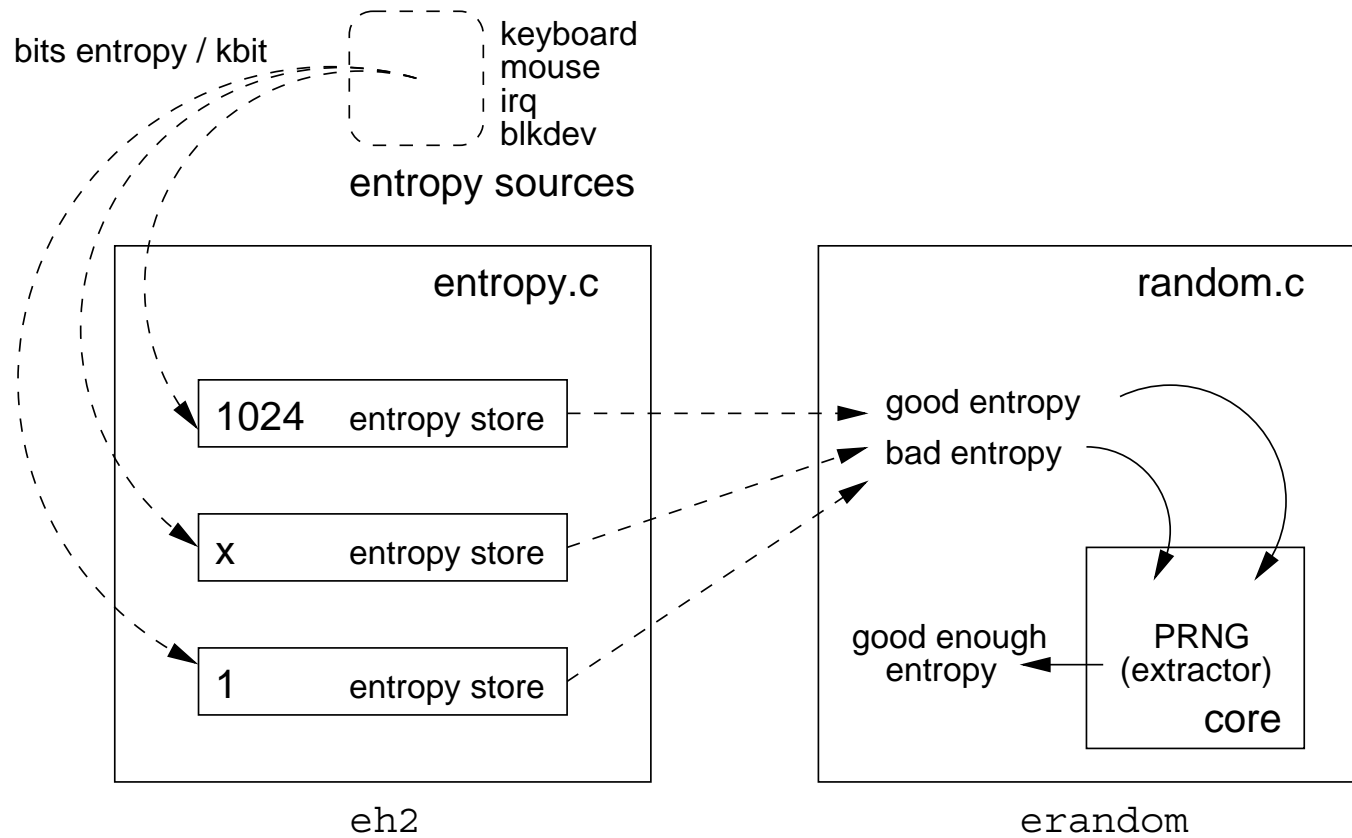 bits entropy / kbit
keyboard
mouse
irq
blkdev
entropy sources
entropy.c
1024 entropy store
x entropy store
1 entropy store
eh2
random.c
good entropy
bad entropy
good enough
entropy
PRNG
(extractor)
core
erandom